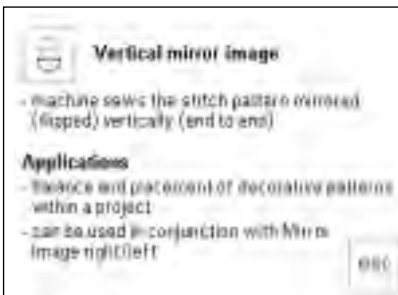 Vertical mirror image
- machine sews the stitch pattern mirrored
(flipped) vertically (end to end)
Applications
- Balance and placement of decorative patterns
within a project
- can be used in conjunction with Mirror
image right/left
esc